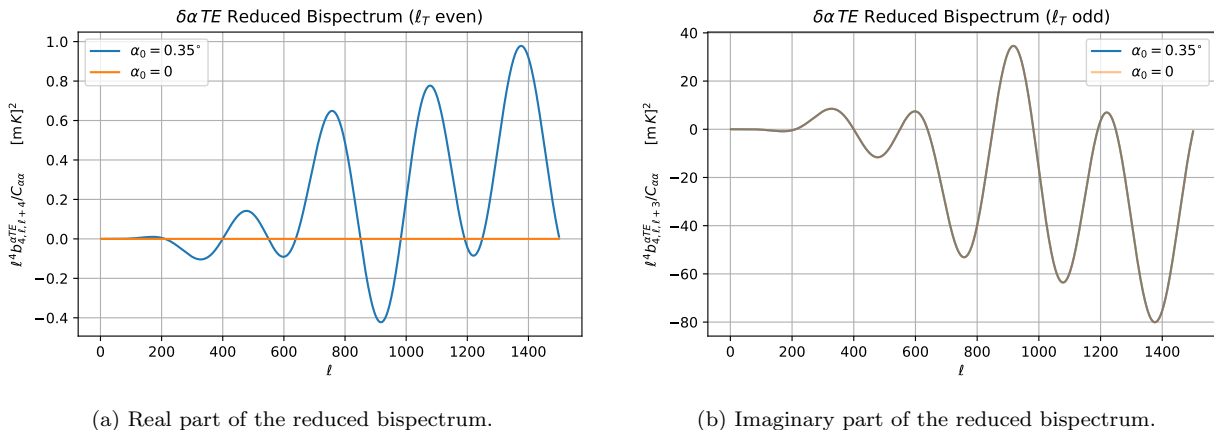 δα TE Reduced Bispectrum (ℓ_T even)
α₀ = 0.35°
α₀ = 0
ℓ⁴b^{αTE}_{4,ℓ,ℓ+4}/C_{αα} [mK]²
1.0
0.8
0.6
0.4
0.2
0.0
−0.2
−0.4
0 200 400 600 800 1000 1200 1400
ℓ
(a) Real part of the reduced bispectrum.
δα TE Reduced Bispectrum (ℓ_T odd)
α₀ = 0.35°
α₀ = 0
ℓ⁴b^{αTE}_{4,ℓ,ℓ+3}/C_{αα} [mK]²
40
20
0
−20
−40
−60
−80
0 200 400 600 800 1000 1200 1400
ℓ
(b) Imaginary part of the reduced bispectrum.